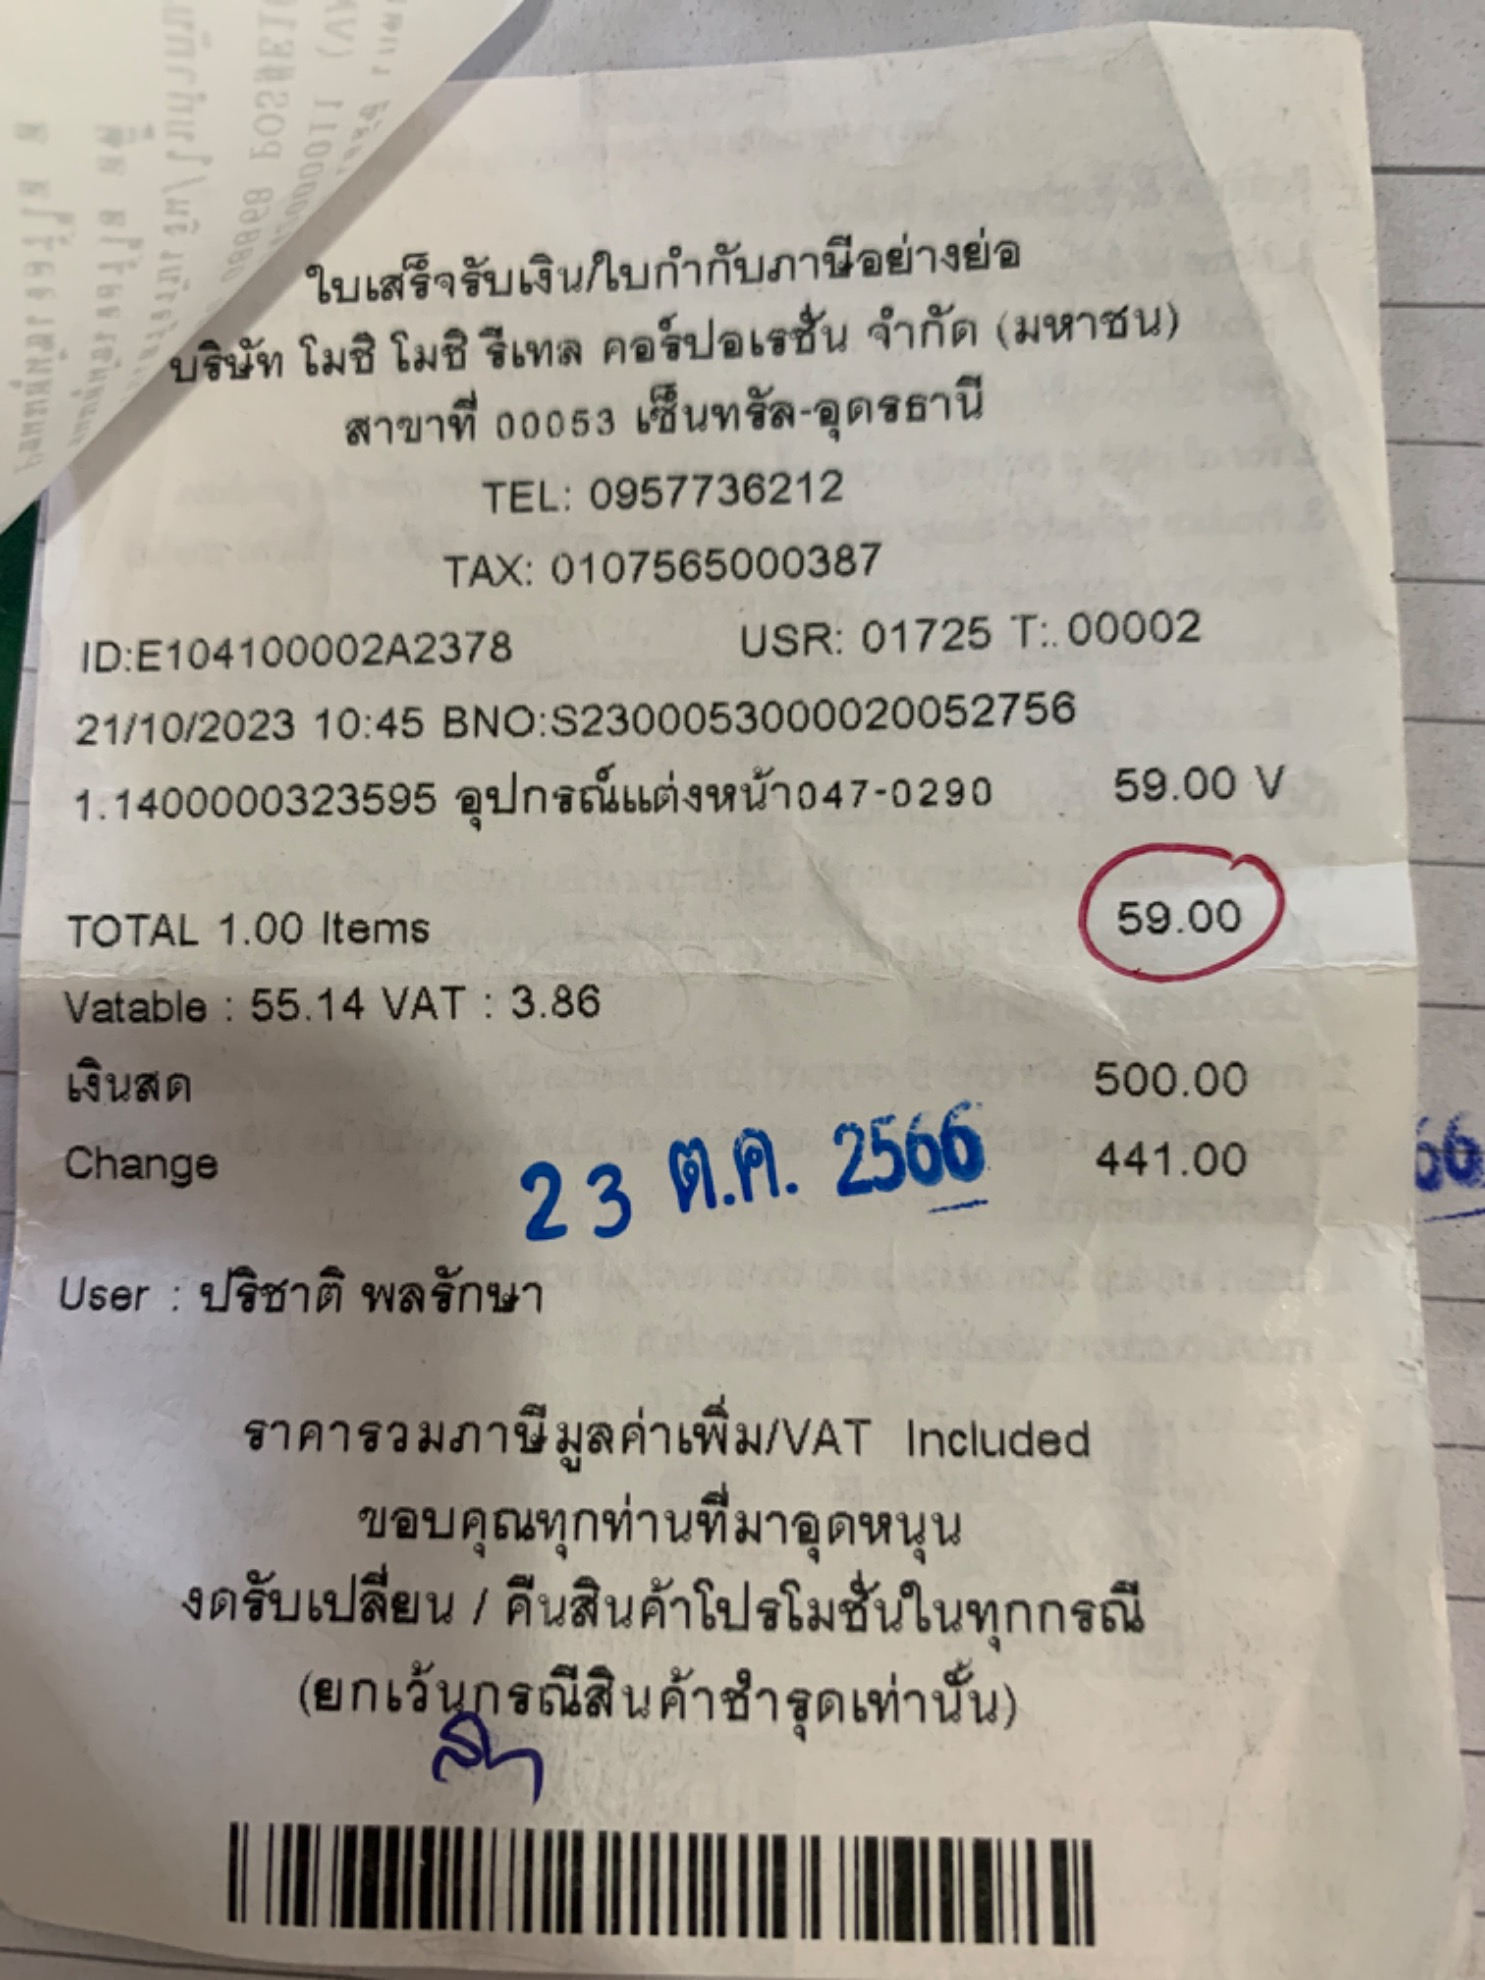 ใบเสร็จรับเงิน/ใบกำกับภาษีอย่างย่อ
บริษัท โมชิ โมชิ รีเทล คอร์ปอเรชั่น จำกัด (มหาชน)
สาขาที่ 00053 เซ็นทรัล-อุดรธานี
TEL: 0957736212
TAX: 0107565000387
ID:E104100002A2378 USR: 01725 T: 00002
21/10/2023 10:45 BNO:S2300053000020052756
1.1400000323595 อุปกรณ์แต่งหน้า047-0290 59.00 V
TOTAL 1.00 Items 59.00
Vatable : 55.14 VAT : 3.86
เงินสด 500.00
Change 441.00
23 ต.ค. 2566
User : ปริชาติ พลรักษา
ราคารวมภาษีมูลค่าเพิ่ม/VAT Included
ขอบคุณทุกท่านที่มาอุดหนุน
งดรับเปลี่ยน / คืนสินค้าโปรโมชั่นในทุกกรณี
(ยกเว้นกรณีสินค้าชำรุดเท่านั้น)